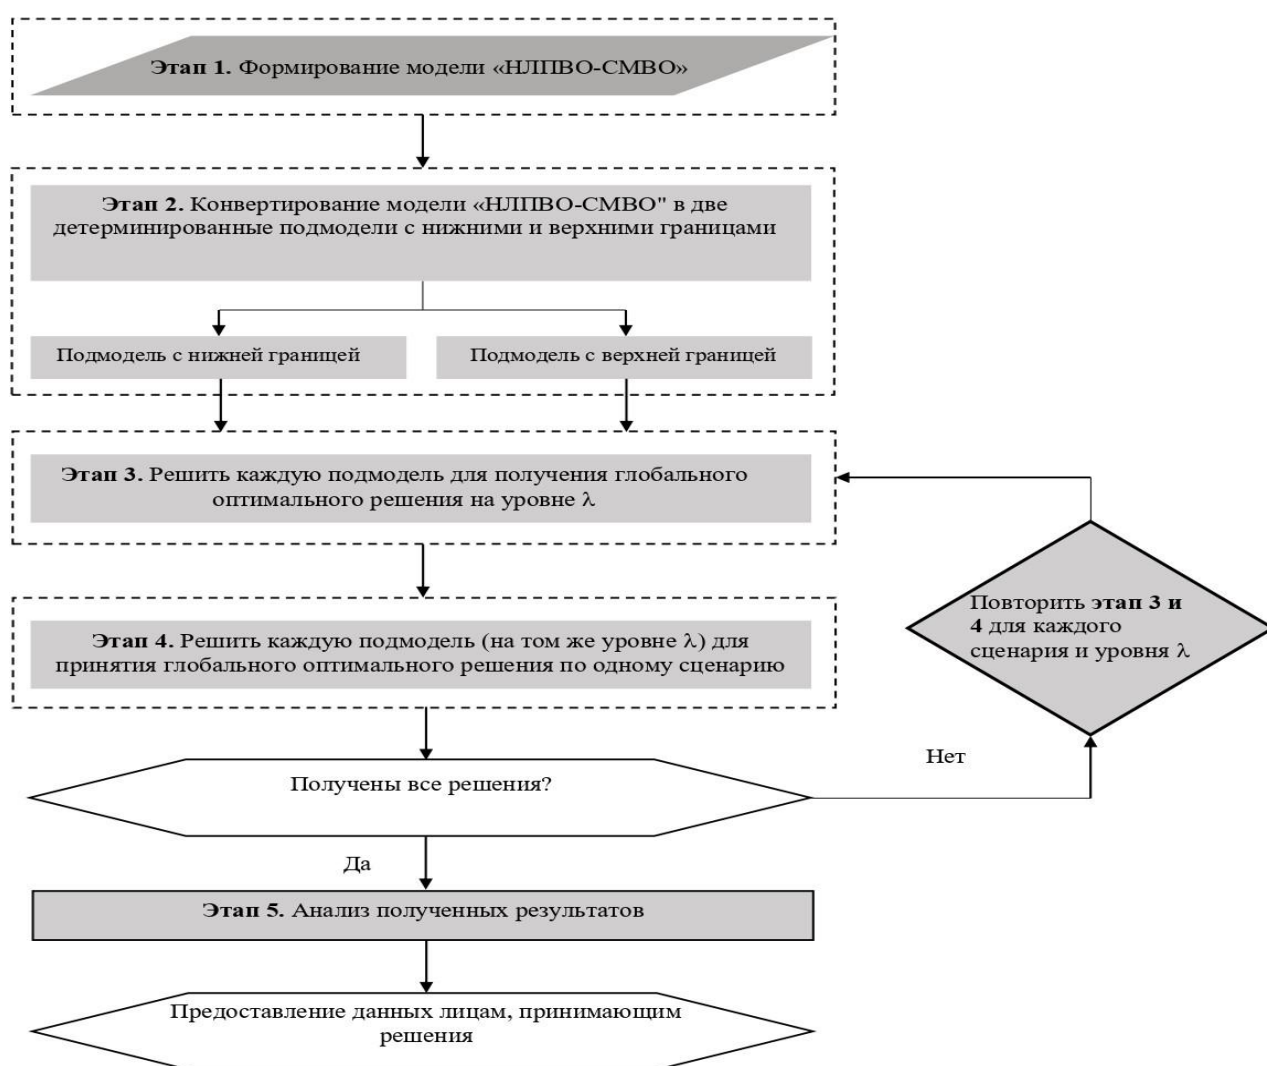 Этап 1. Формирование модели «НЛПВО-СМВО»
Этап 2. Конвертирование модели «НЛПВО-СМВО" в две
детерминированные подмодели с нижними и верхними границами
Подмодель с нижней границей
Подмодель с верхней границей
Этап 3. Решить каждую подмодель для получения глобального
оптимального решения на уровне λ
Повторить этап 3 и
4 для каждого
сценария и уровня λ
Этап 4. Решить каждую подмодель (на том же уровне λ) для
принятия глобального оптимального решения по одному сценарию
Нет
Получены все решения?
Да
Этап 5. Анализ полученных результатов
Предоставление данных лицам, принимающим
решения